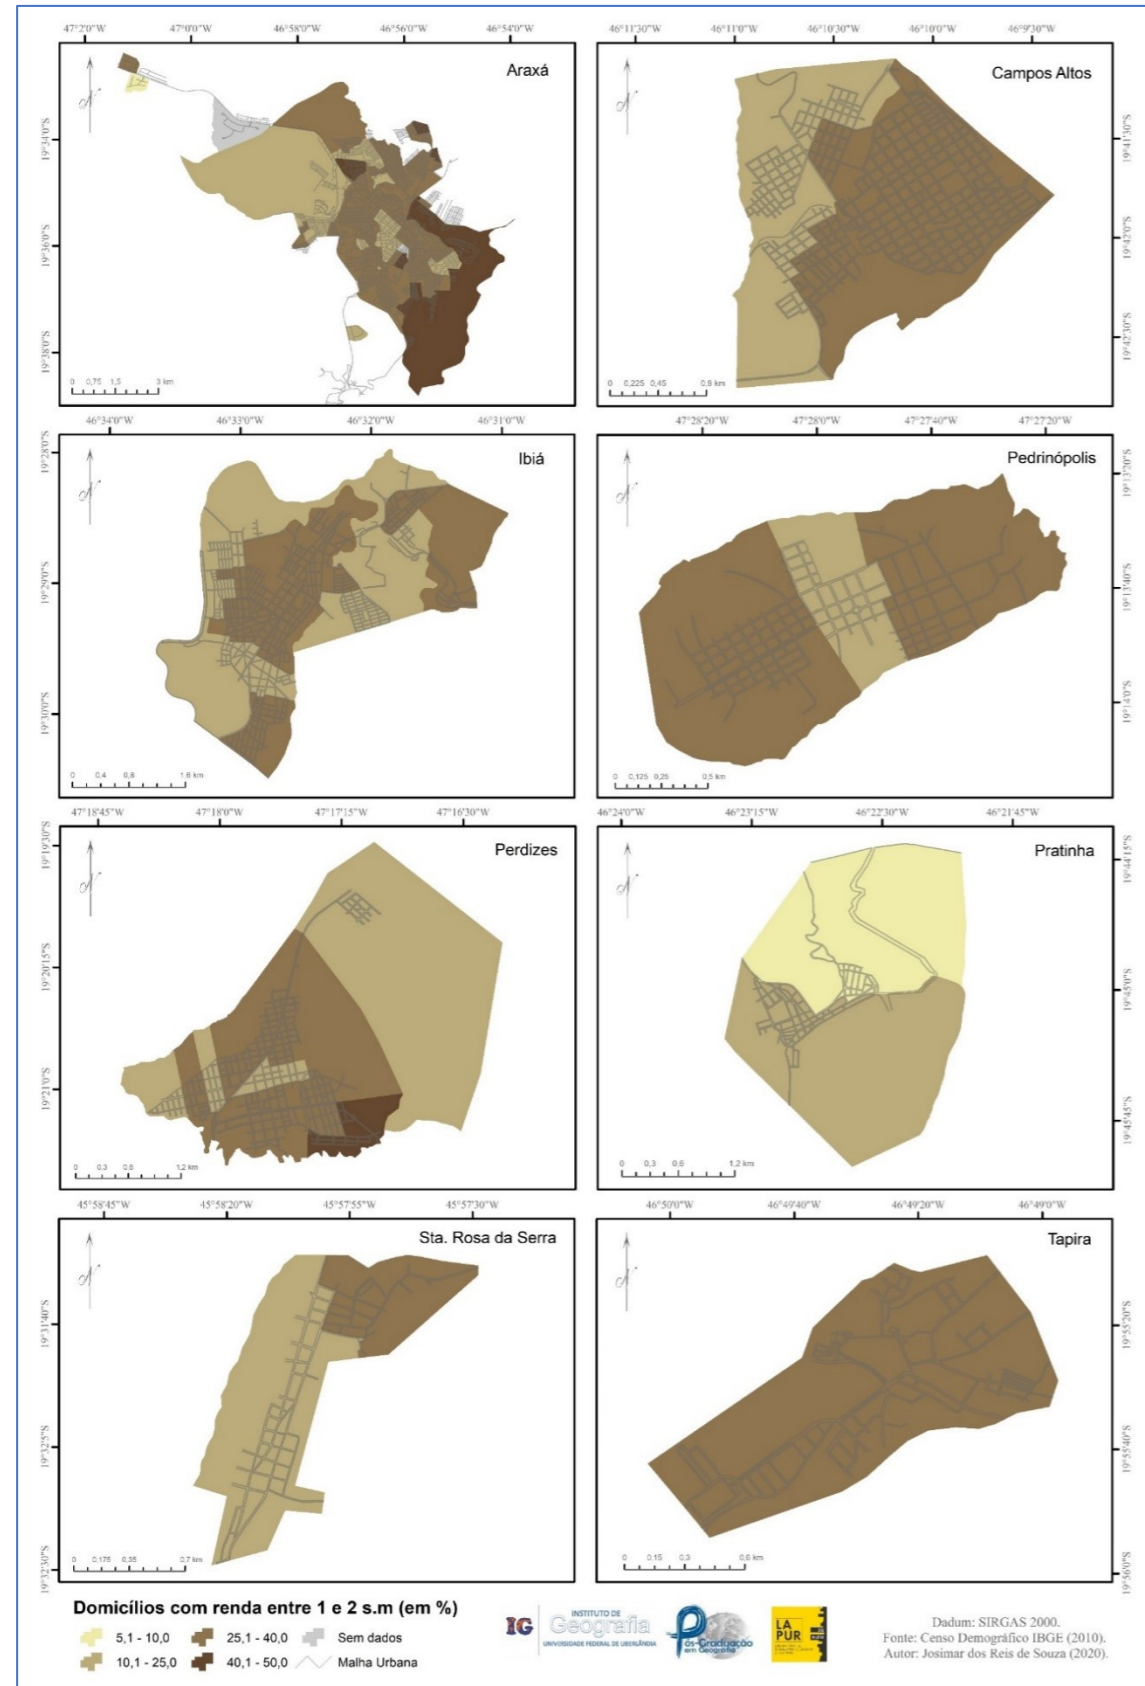 47°2'0"W 47°0'0"W 46°58'0"W 46°56'0"W 46°54'0"W
46°11'30"W 46°11'0"W 46°10'30"W 46°10'0"W 46°9'30"W
Araxá
19°34'0"S
19°36'0"S
19°38'0"S
0 0,75 1,5 3 km
Campos Altos
19°41'30"S
19°42'0"S
19°42'30"S
0 0,225 0,45 0,9 km
46°34'0"W 46°33'0"W 46°32'0"W 46°31'0"W
47°28'20"W 47°28'0"W 47°27'40"W 47°27'20"W
Ibiá
19°28'0"S
19°29'0"S
19°30'0"S
0 0,4 0,8 1,6 km
Pedrinópolis
19°13'20"S
19°13'40"S
19°14'0"S
0 0,125 0,25 0,5 km
47°18'45"W 47°18'0"W 47°17'15"W 47°16'30"W
46°24'0"W 46°23'15"W 46°22'30"W 46°21'45"W
Perdizes
19°19'30"S
19°20'15"S
19°21'0"S
0 0,3 0,6 1,2 km
Pratinha
19°44'15"S
19°45'0"S
19°45'45"S
0 0,3 0,6 1,2 km
45°58'45"W 45°58'20"W 45°57'55"W 45°57'30"W
46°50'0"W 46°49'40"W 46°49'20"W 46°49'0"W
Sta. Rosa da Serra
19°31'40"S
19°32'5"S
19°32'30"S
0 0,175 0,35 0,7 km
Tapira
19°55'20"S
19°55'40"S
19°56'0"S
0 0,15 0,3 0,6 km
Domicílios com renda entre 1 e 2 s.m (em %)
5,1 - 10,0 25,1 - 40,0 Sem dados
10,1 - 25,0 40,1 - 50,0 Malha Urbana
IG
INSTITUTO DE
Geografia
UNIVERSIDADE FEDERAL DE UBERLÂNDIA
Pós-Graduação
em Geografia
LA
PUR
Dadum: SIRGAS 2000.
Fonte: Censo Demográfico IBGE (2010).
Autor: Josimar dos Reis de Souza (2020).